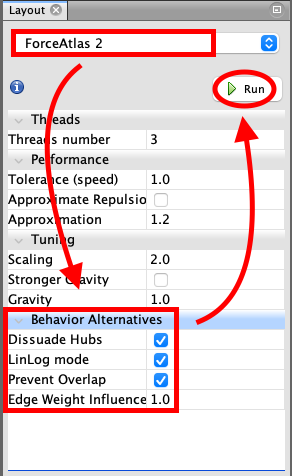 Layout
ForceAtlas 2
Run
Threads
Threads number 3
Performance
Tolerance (speed) 1.0
Approximate Repulsio
Approximation 1.2
Tuning
Scaling 2.0
Stronger Gravity
Gravity 1.0
Behavior Alternatives
Dissuade Hubs
LinLog mode
Prevent Overlap
Edge Weight Influence 1.0